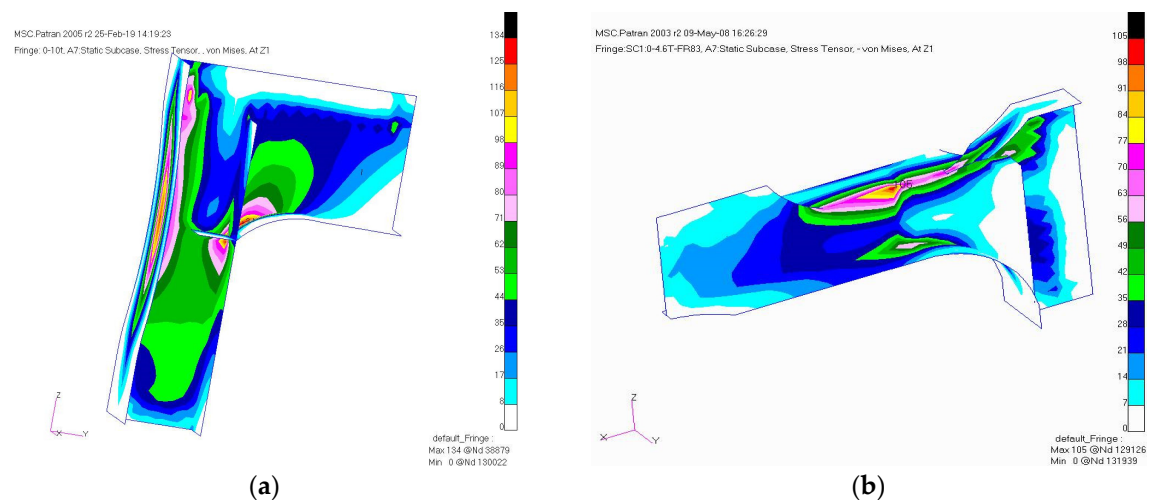 MSC.Patran 2005 r2 25-Feb-19 14:19:23
Fringe: 0-10t, A7:Static Subcase, Stress Tensor, , von Mises, At Z1
134
125
116
107
98
89
80
71
62
53
44
35
26
17
8
0
Z
X
Y
default_Fringe :
Max 134 @Nd 38879
Min 0 @Nd 130022
(a)
MSC.Patran 2003 r2 09-May-08 16:26:29
Fringe:SC1:0-4.6T-FR83, A7:Static Subcase, Stress Tensor, - von Mises, At Z1
105
105
98
91
84
77
70
63
56
49
42
35
28
21
14
7
0
Z
X
Y
default_Fringe :
Max 105 @Nd 129126
Min 0 @Nd 131939
(b)